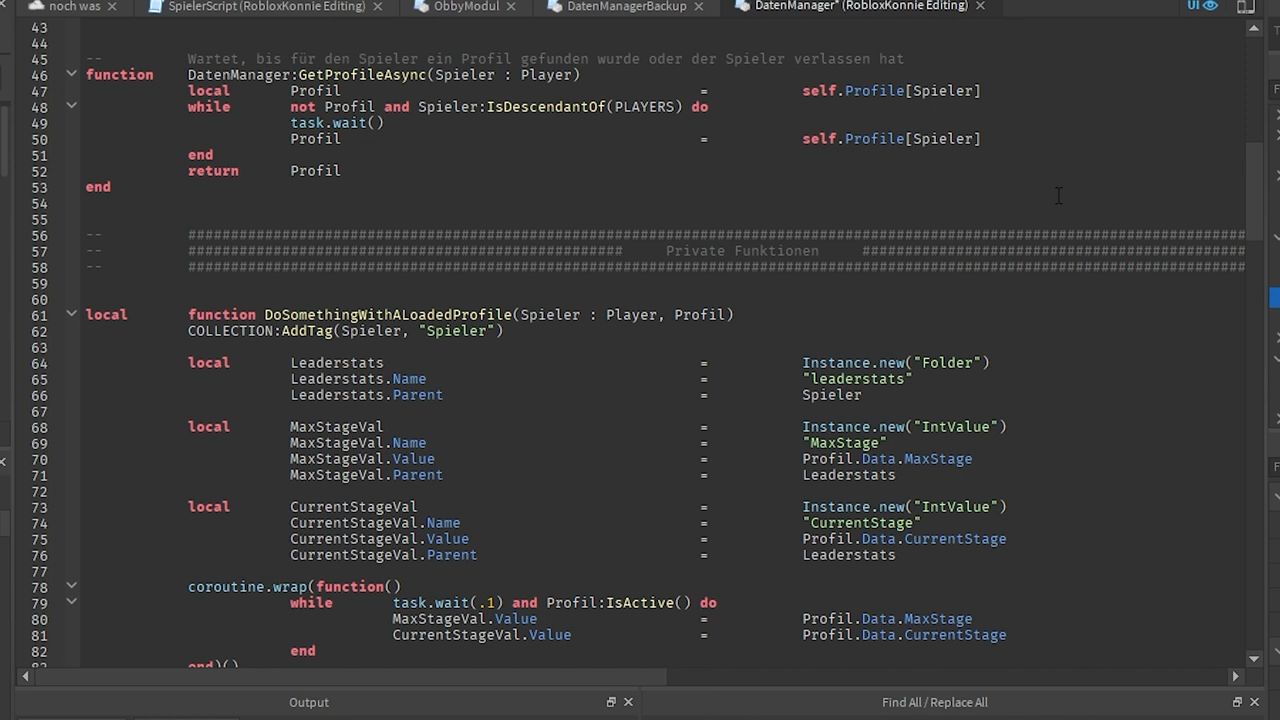 noch was × SpielerScript (RobloxKonnie Editing) × ObbyModul × DatenManagerBackup × DatenManager* (RobloxKonnie Editing) × UI
43
44
45 -- Wartet, bis für den Spieler ein Profil gefunden wurde oder der Spieler verlassen hat
46 function DatenManager:GetProfileAsync(Spieler : Player)
47 local Profil = self.Profile[Spieler]
48 while not Profil and Spieler:IsDescendantOf(PLAYERS) do
49 task.wait()
50 Profil = self.Profile[Spieler]
51 end
52 return Profil
53 end
54
55
56 -- ####################################################################################################
57 -- ################################################### Private Funktionen #############################################
58 -- ####################################################################################################
59
60
61 local function DoSomethingWithALoadedProfile(Spieler : Player, Profil)
62 COLLECTION:AddTag(Spieler, "Spieler")
63
64 local Leaderstats = Instance.new("Folder")
65 Leaderstats.Name = "leaderstats"
66 Leaderstats.Parent = Spieler
67
68 local MaxStageVal = Instance.new("IntValue")
69 MaxStageVal.Name = "MaxStage"
70 MaxStageVal.Value = Profil.Data.MaxStage
71 MaxStageVal.Parent = Leaderstats
72
73 local CurrentStageVal = Instance.new("IntValue")
74 CurrentStageVal.Name = "CurrentStage"
75 CurrentStageVal.Value = Profil.Data.CurrentStage
76 CurrentStageVal.Parent = Leaderstats
77
78 coroutine.wrap(function()
79 while task.wait(.1) and Profil:IsActive() do
80 MaxStageVal.Value = Profil.Data.MaxStage
81 CurrentStageVal.Value = Profil.Data.CurrentStage
82 end
83 end)()
Output × Find All / Replace All ×